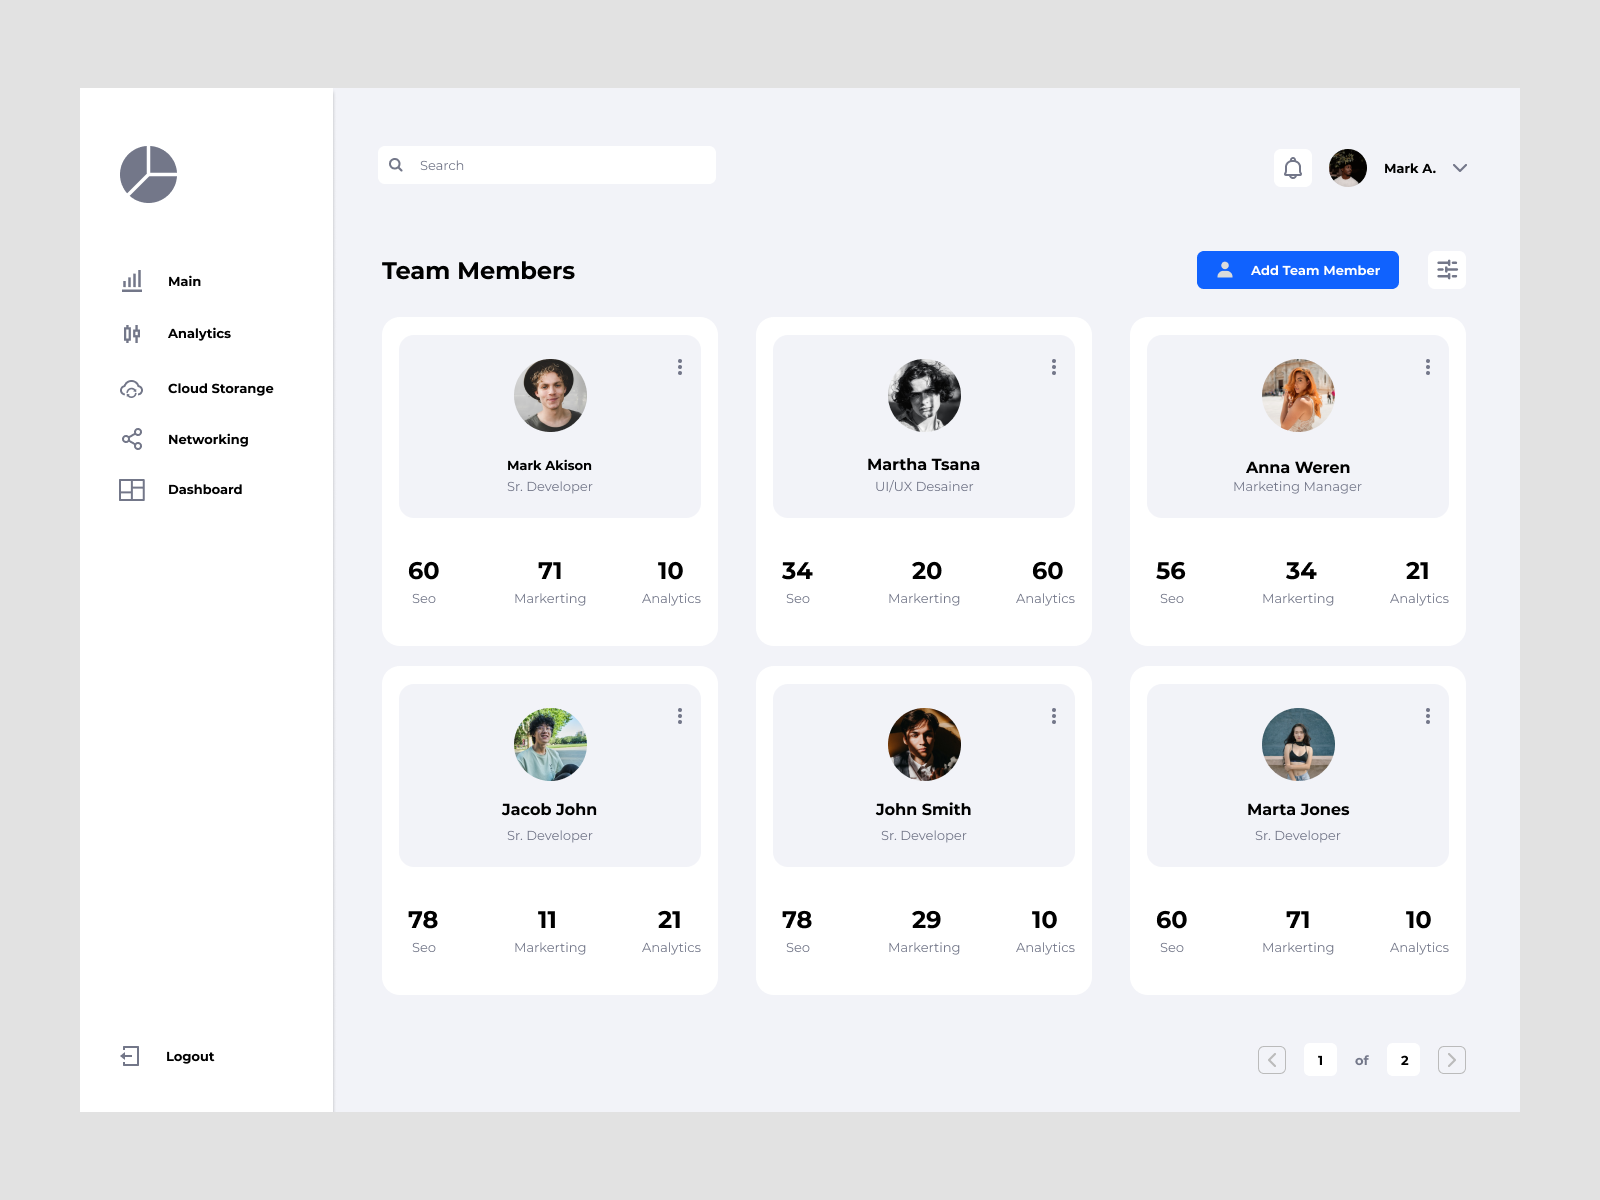 Search
Mark A.
Main
Analytics
Cloud Storange
Networking
Dashboard
Logout
Team Members
Add Team Member
Mark Akison
Sr. Developer
60 71 10
Seo Markerting Analytics
Martha Tsana
UI/UX Desainer
34 20 60
Seo Markerting Analytics
Anna Weren
Marketing Manager
56 34 21
Seo Markerting Analytics
Jacob John
Sr. Developer
78 11 21
Seo Markerting Analytics
John Smith
Sr. Developer
78 29 10
Seo Markerting Analytics
Marta Jones
Sr. Developer
60 71 10
Seo Markerting Analytics
1 of 2